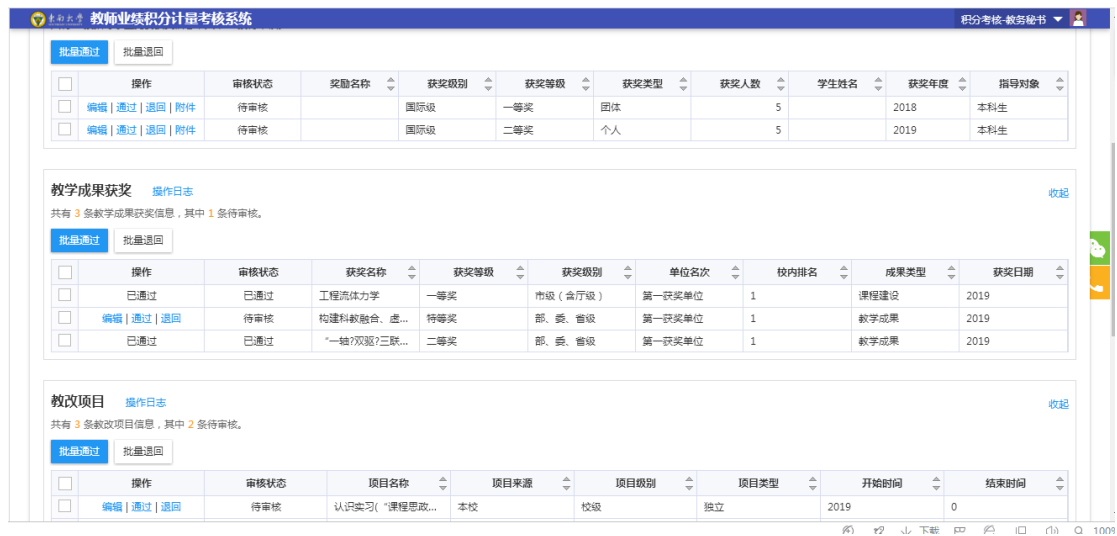 东南大学 教师业绩积分计量考核系统 积分考核-教务秘书
批量通过 批量退回
操作 审核状态 奖励名称 获奖级别 获奖等级 获奖类型 获奖人数 学生姓名 获奖年度 指导对象
编辑 | 通过 | 退回 | 附件 待审核 国际级 一等奖 团体 5 2018 本科生
编辑 | 通过 | 退回 | 附件 待审核 国际级 二等奖 个人 5 2019 本科生
教学成果获奖 操作日志 收起
共有 3 条教学成果获奖信息，其中 1 条待审核。
批量通过 批量退回
操作 审核状态 获奖名称 获奖等级 获奖级别 单位名次 校内排名 成果类型 获奖日期
已通过 已通过 工程流体力学 一等奖 市级（含厅级） 第一获奖单位 1 课程建设 2019
编辑 | 通过 | 退回 待审核 构建科教融合、虚... 特等奖 部、委、省级 第一获奖单位 1 教学成果 2019
已通过 已通过 “一轴?双驱?三联... 二等奖 部、委、省级 第一获奖单位 1 教学成果 2019
教改项目 操作日志 收起
共有 3 条教改项目信息，其中 2 条待审核。
批量通过 批量退回
操作 审核状态 项目名称 项目来源 项目级别 项目类型 开始时间 结束时间
编辑 | 通过 | 退回 待审核 认识实习(“课程思政... 本校 校级 独立 2019 0
下载 100%